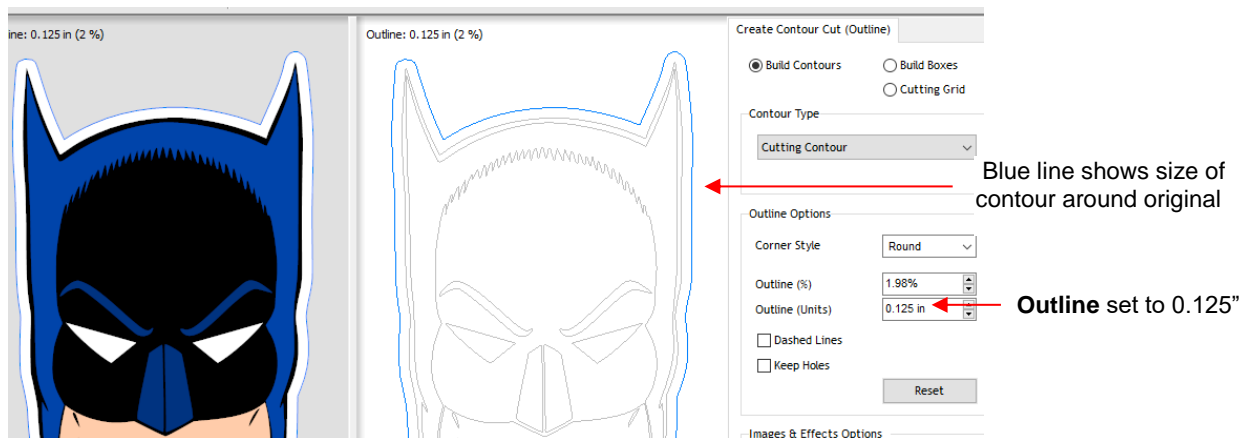 ine: 0.125 in (2 %)
Outline: 0.125 in (2 %)
Create Contour Cut (Outline)
Build Contours
Build Boxes
Cutting Grid
Contour Type
Cutting Contour
Blue line shows size of
contour around original
Outline Options
Corner Style
Round
Outline (%)
1.98%
Outline (Units)
0.125 in
Outline set to 0.125”
Dashed Lines
Keep Holes
Reset
Images & Effects Options